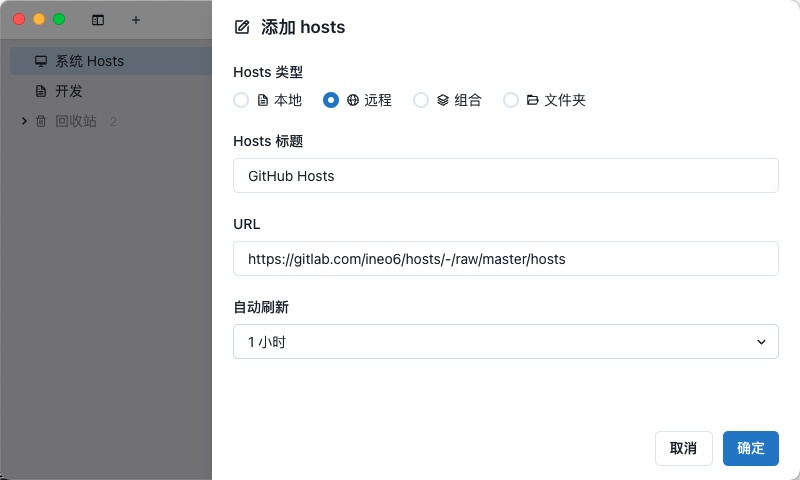 系统 Hosts
开发
回收站 2
添加 hosts
Hosts 类型
本地 远程 组合 文件夹
Hosts 标题
GitHub Hosts
URL
https://gitlab.com/ineo6/hosts/-/raw/master/hosts
自动刷新
1 小时
取消 确定